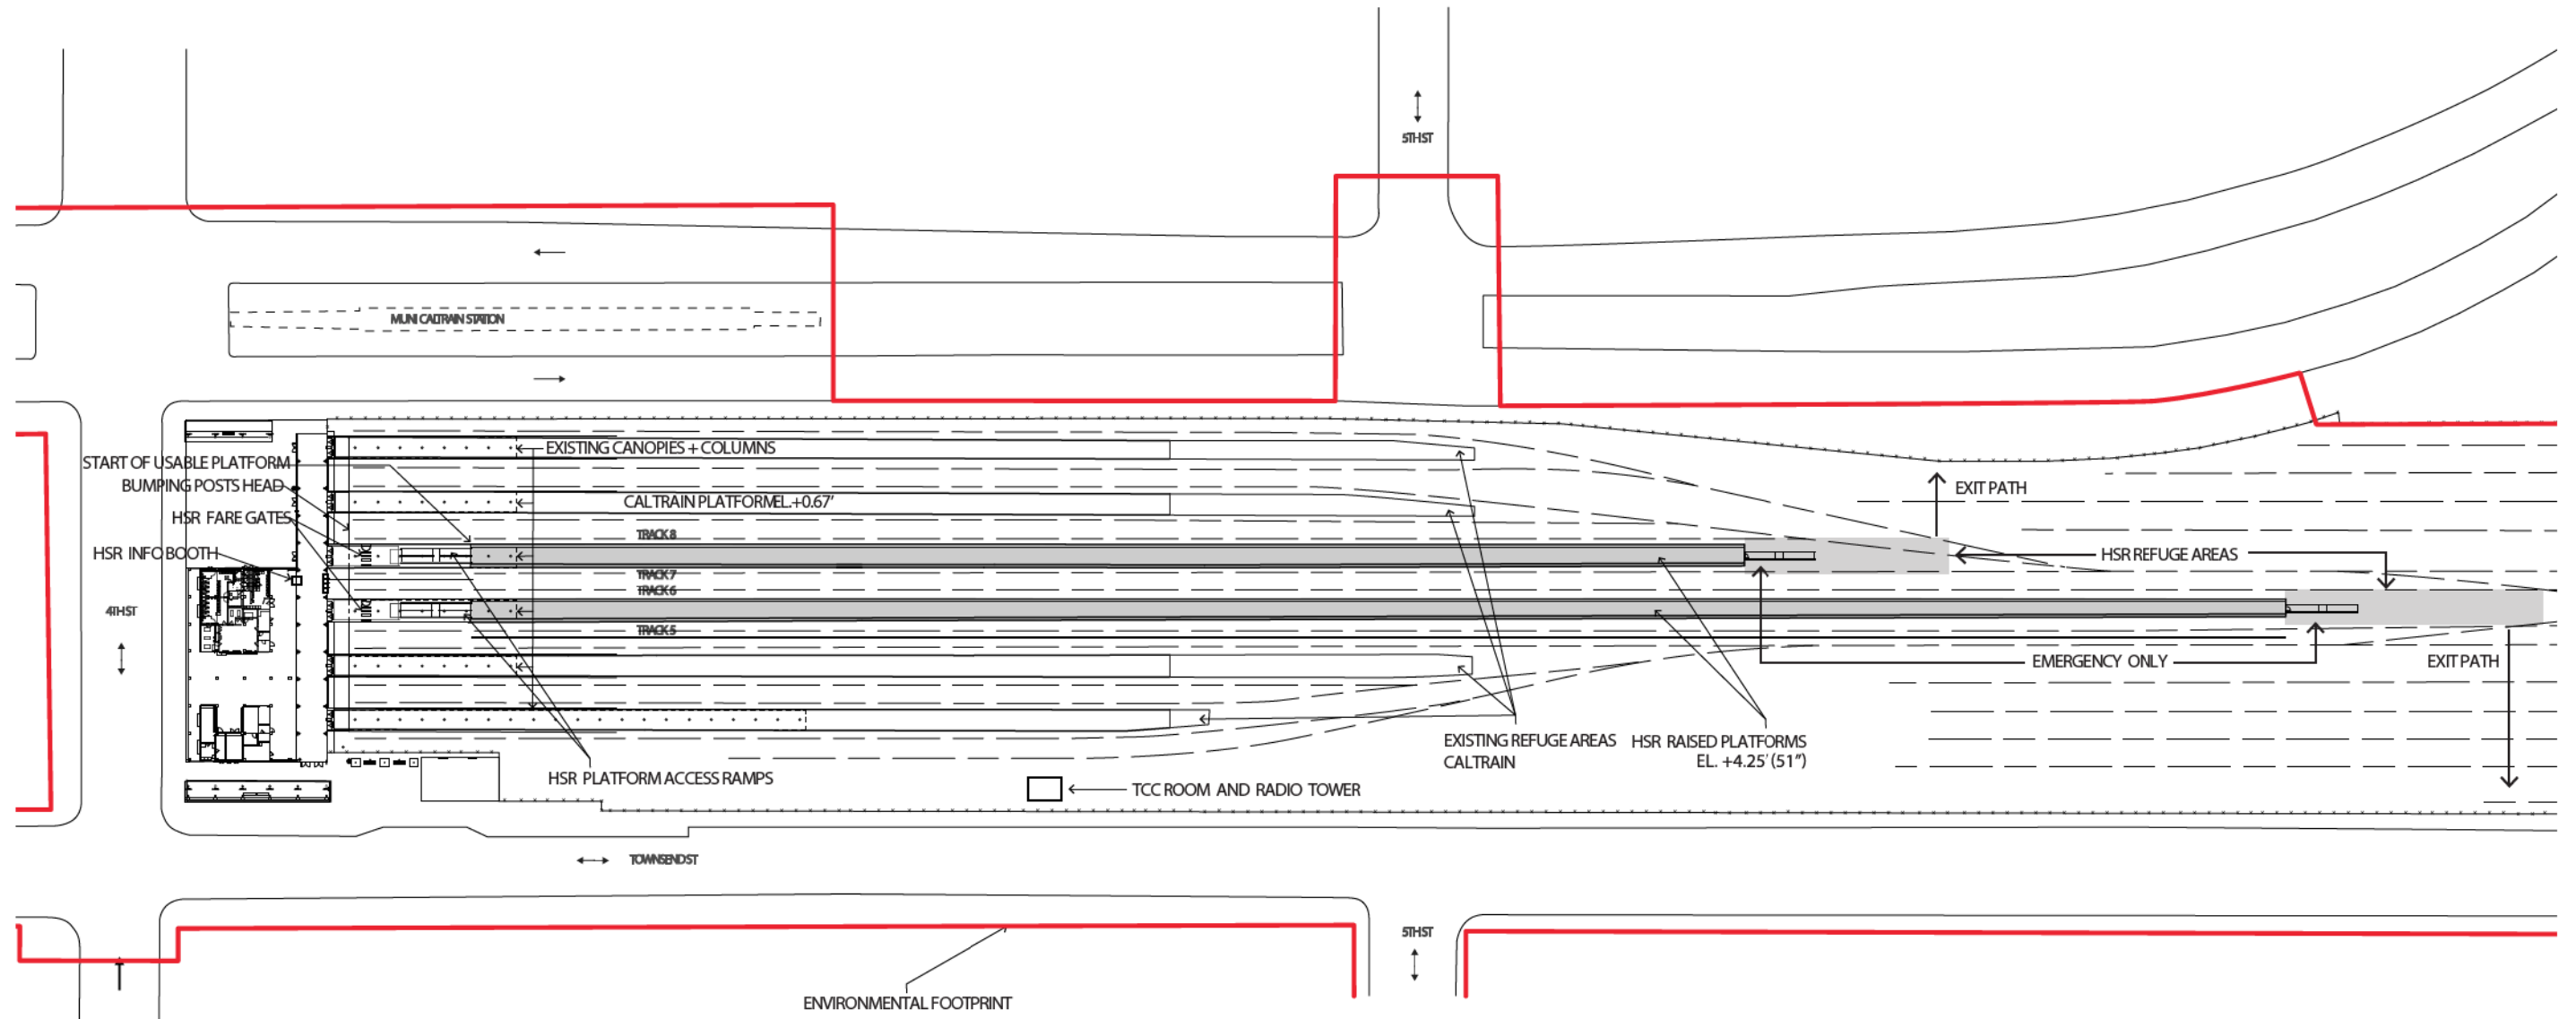 5TH ST
MUNI CALTRAIN STATION
EXISTING CANOPIES + COLUMNS
START OF USABLE PLATFORM
BUMPING POSTS HEAD
CALTRAIN PLATFORM EL.+0.67'
EXIT PATH
HSR FARE GATES
TRACK 8
HSR INFO BOOTH
HSR REFUGE AREAS
TRACK 7
TRACK 6
4TH ST
TRACK 5
EMERGENCY ONLY
EXIT PATH
EXISTING REFUGE AREAS
CALTRAIN
HSR RAISED PLATFORMS
EL. +4.25' (51")
HSR PLATFORM ACCESS RAMPS
TCC ROOM AND RADIO TOWER
TOWNSEND ST
5TH ST
ENVIRONMENTAL FOOTPRINT